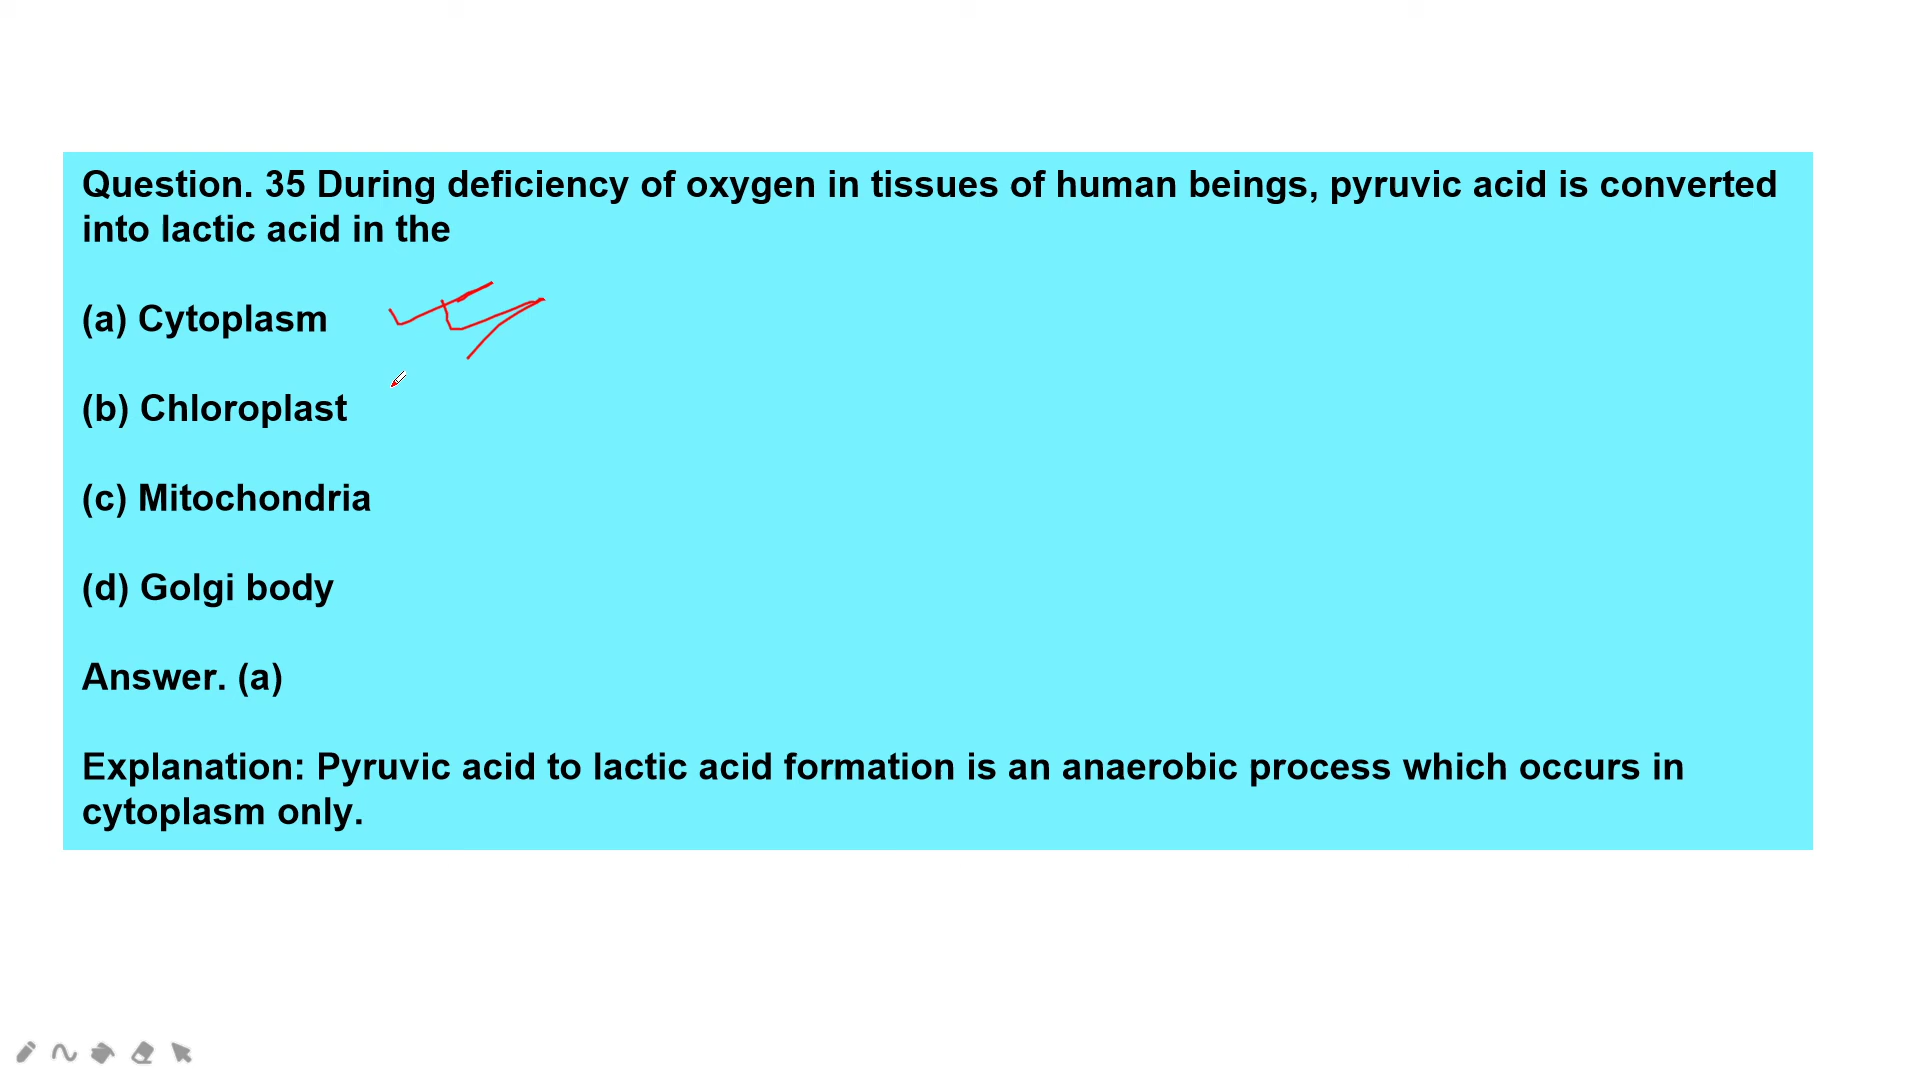 Question. 35 During deficiency of oxygen in tissues of human beings, pyruvic acid is converted
into lactic acid in the
(a) Cytoplasm
(b) Chloroplast
(c) Mitochondria
(d) Golgi body
Answer. (a)
Explanation: Pyruvic acid to lactic acid formation is an anaerobic process which occurs in
cytoplasm only.